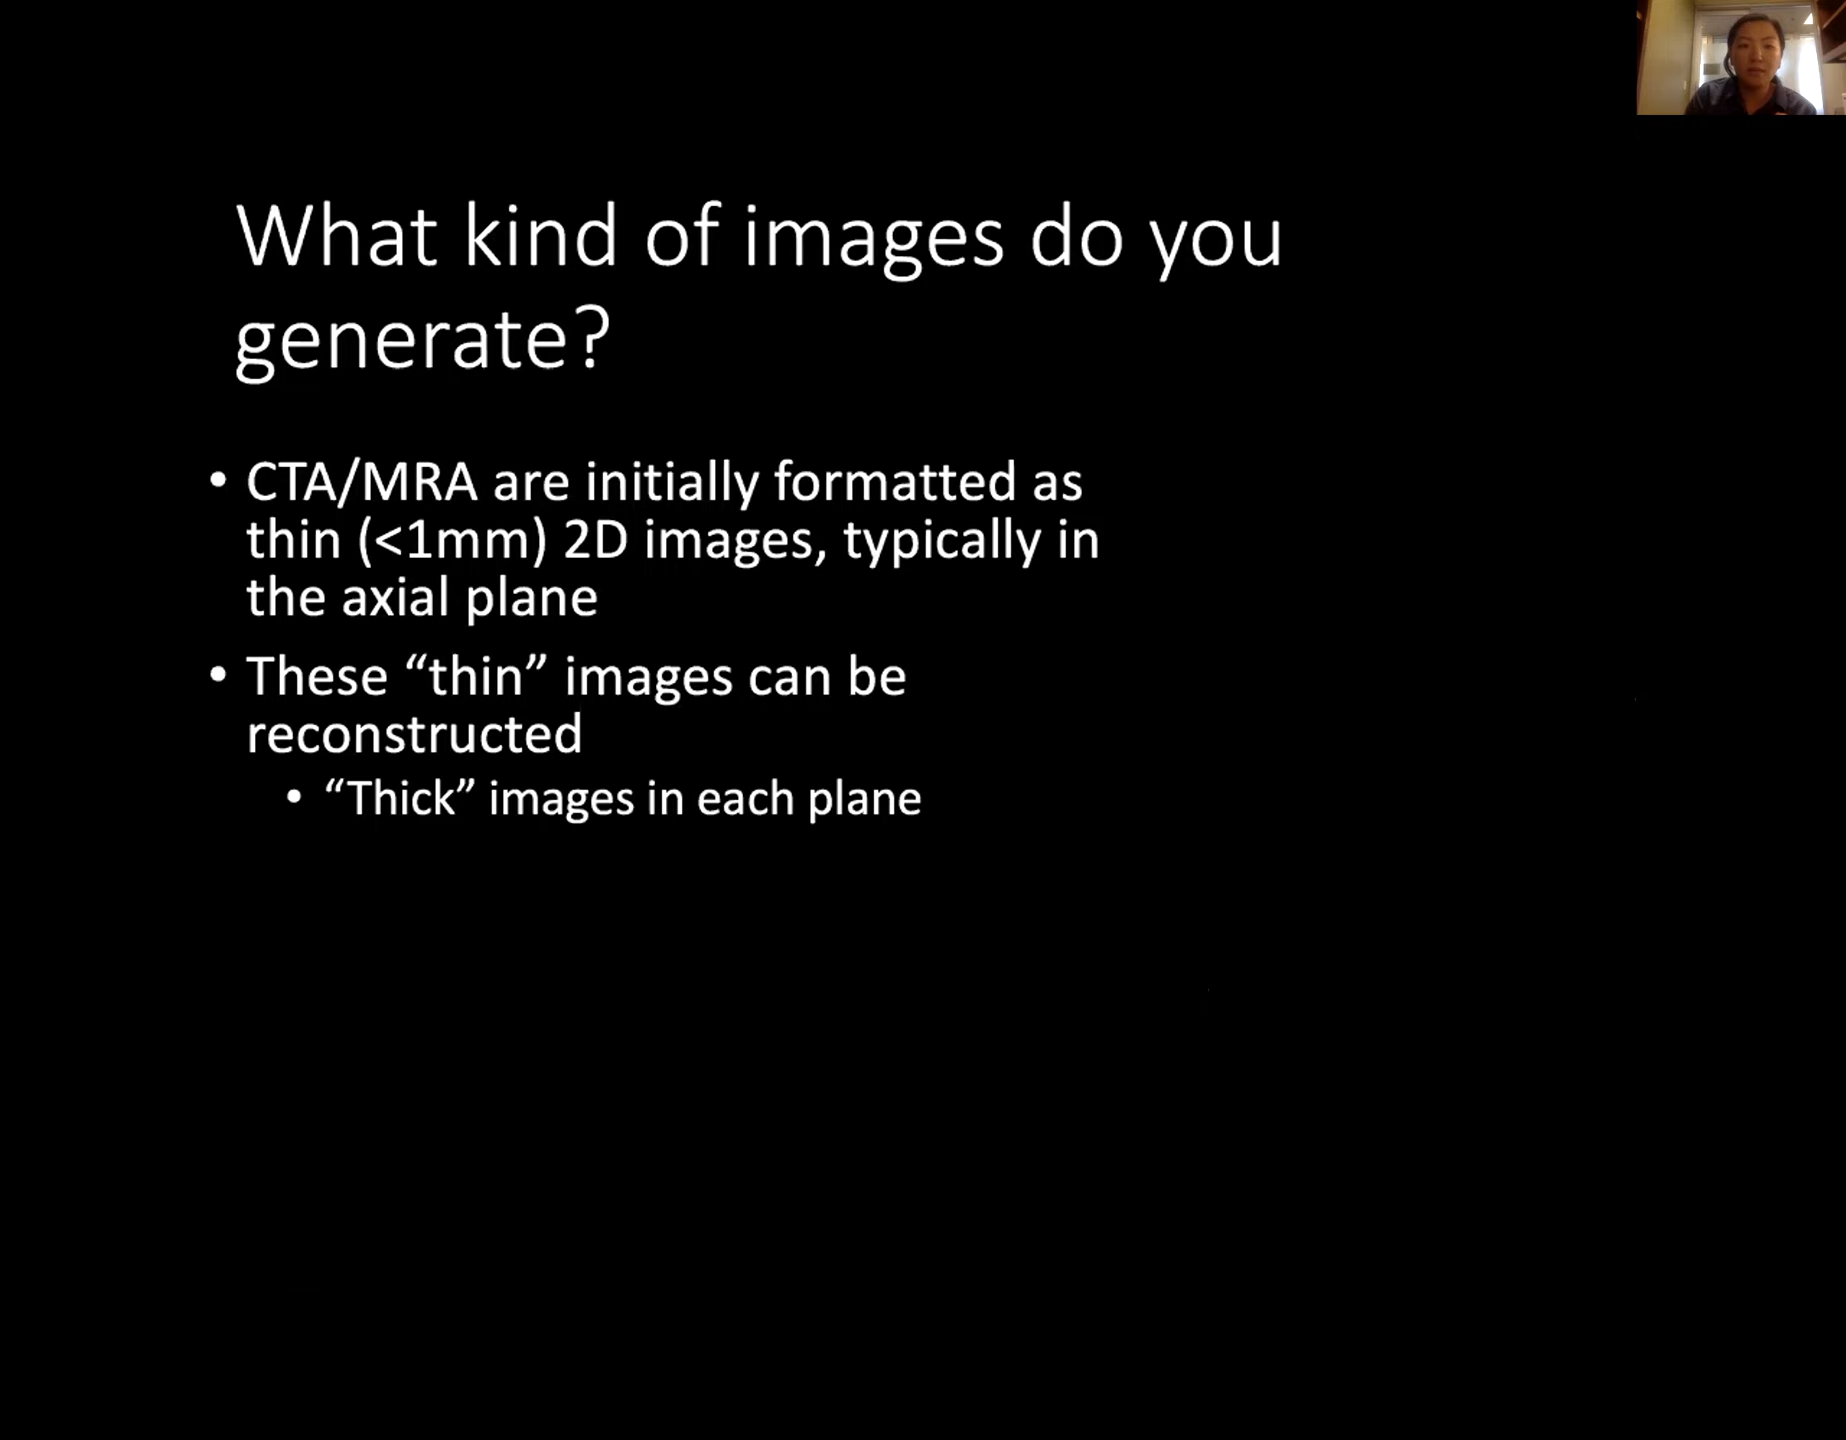 What kind of images do you
generate?
• CTA/MRA are initially formatted as
thin (<1mm) 2D images, typically in
the axial plane
• These “thin” images can be
reconstructed
• “Thick” images in each plane